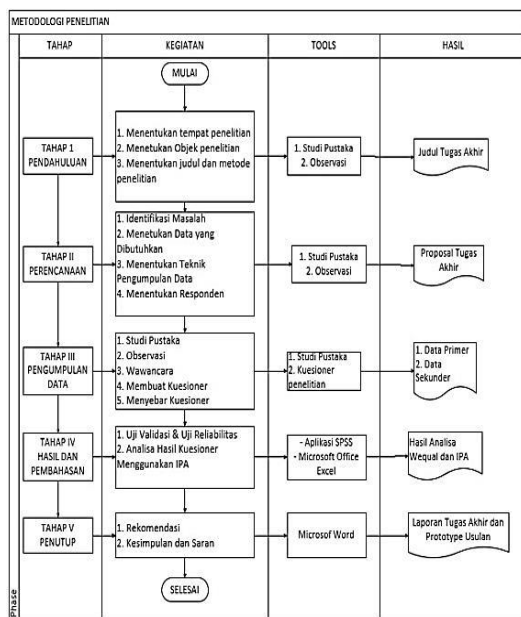 METODOLOGI PENELITIAN
TAHAP
KEGIATAN
TOOLS
HASIL
MULAI
TAHAP 1
PENDAHULUAN
1. Menentukan tempat penelitian
2. Metetukan Objek penelitian
3. Menentukan judul dan metode
penelitian
1. Studi Pustaka
2. Observasi
Judul Tugas Akhir
TAHAP II
PERENCANAAN
1. Identifikasi Masalah
2. Metetukan Data yang
Dibutuhkan
3. Menentukan Teknik
Pengumpulan Data
4. Menentukan Responden
1. Studi Pustaka
2. Observasi
Proposal Tugas
Akhir
TAHAP III
PENGUMPULAN
DATA
1. Studi Pustaka
2. Observasi
3. Wawancara
4. Membuat Kuesioner
5. Menyebar Kuesioner
1. Studi Pustaka
2. Kuesioner
penelitian
1. Data Primer
2. Data
Sekunder
TAHAP IV
HASIL DAN
PEMBAHASAN
1. Uji Validasi & Uji Reliabilitas
2. Analisa Hasil Kuesioner
Menggunakan IPA
- Aplikasi SPSS
- Microsoft Office
Excel
Hasil Analisa
Wequal dan IPA
TAHAP V
PENUTUP
1. Rekomendasi
2. Kesimpulan dan Saran
Microsof Word
Laporan Tugas Akhir dan
Prototype Usulan
SELESAI
Phase